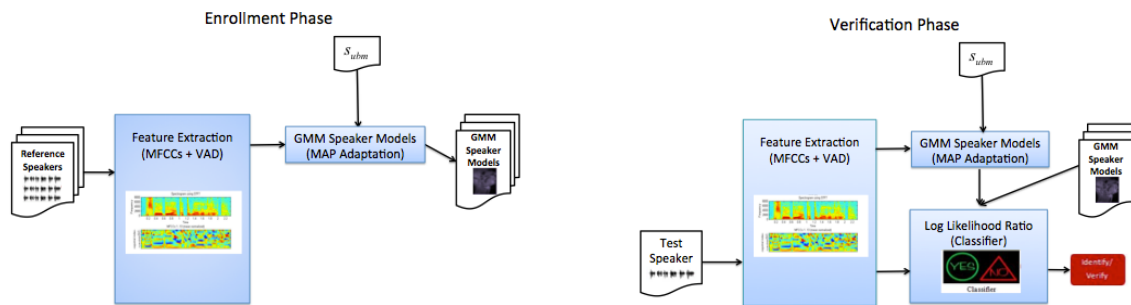 Enrollment Phase
S_ubm
Reference
Speakers
Feature Extraction
(MFCCs + VAD)
GMM Speaker Models
(MAP Adaptation)
GMM
Speaker
Models
Verification Phase
S_ubm
Feature Extraction
(MFCCs + VAD)
GMM Speaker Models
(MAP Adaptation)
GMM
Speaker
Models
Test
Speaker
Log Likelihood Ratio
(Classifier)
YES
NO
Classifier
Identify/
Verify